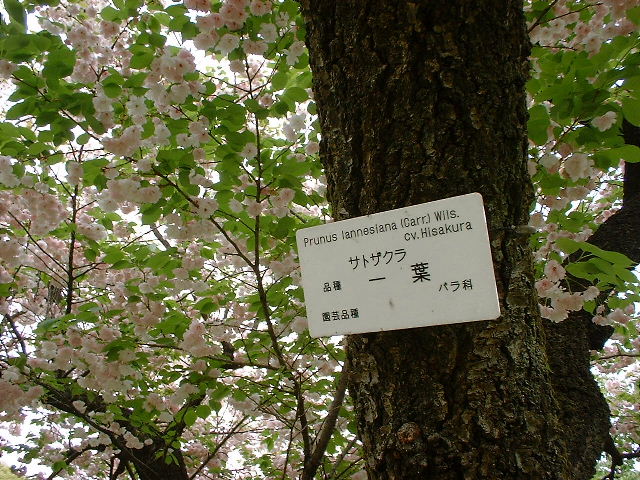 Prunus lannesiana (Carr.) Wils.
cv. Hisakura
サトザクラ
品種 一葉 バラ科
園芸品種